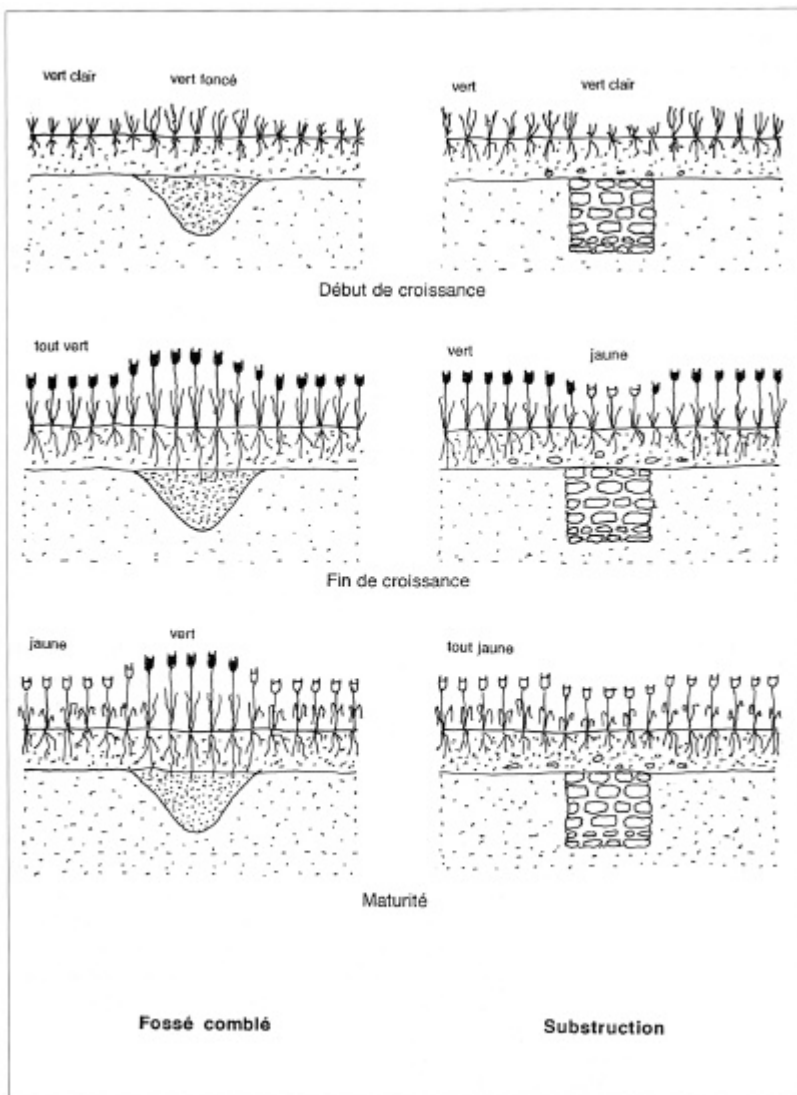 vert clair vert foncé
vert vert clair
Début de croissance
tout vert
vert jaune
Fin de croissance
jaune vert
tout jaune
Maturité
Fossé comblé Substruction